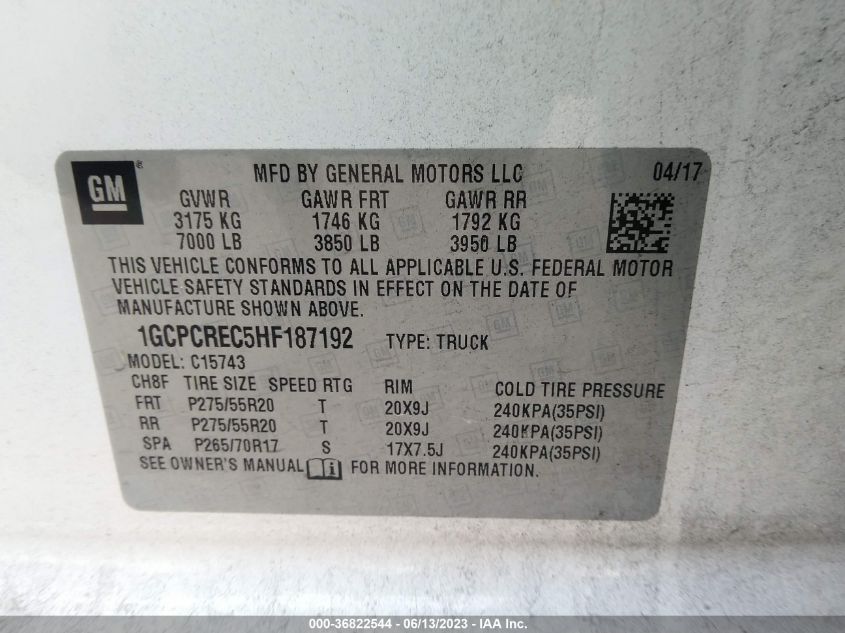 GM® MFD BY GENERAL MOTORS LLC 04/17
GVWR GAWR FRT GAWR RR
3175 KG 1746 KG 1792 KG
7000 LB 3850 LB 3950 LB
THIS VEHICLE CONFORMS TO ALL APPLICABLE U.S. FEDERAL MOTOR
VEHICLE SAFETY STANDARDS IN EFFECT ON THE DATE OF
MANUFACTURE SHOWN ABOVE.
1GCPCREC5HF187192 TYPE: TRUCK
MODEL: C15743
CH8F TIRE SIZE SPEED RTG RIM COLD TIRE PRESSURE
FRT P275/55R20 T 20X9J 240KPA(35PSI)
RR P275/55R20 T 20X9J 240KPA(35PSI)
SPA P265/70R17 S 17X7.5J 240KPA(35PSI)
SEE OWNER'S MANUAL FOR MORE INFORMATION.
000-36822544 - 06/13/2023 - IAA Inc.